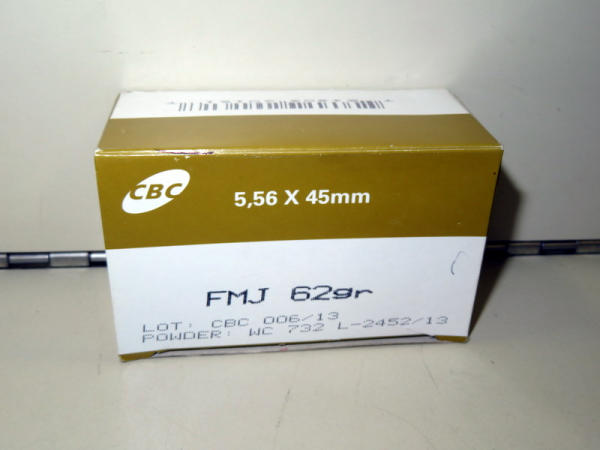 CBC
5,56 X 45mm
FMJ 62gr
LOT: CBC 006/13
POWDER: WC 732 L-2452/13